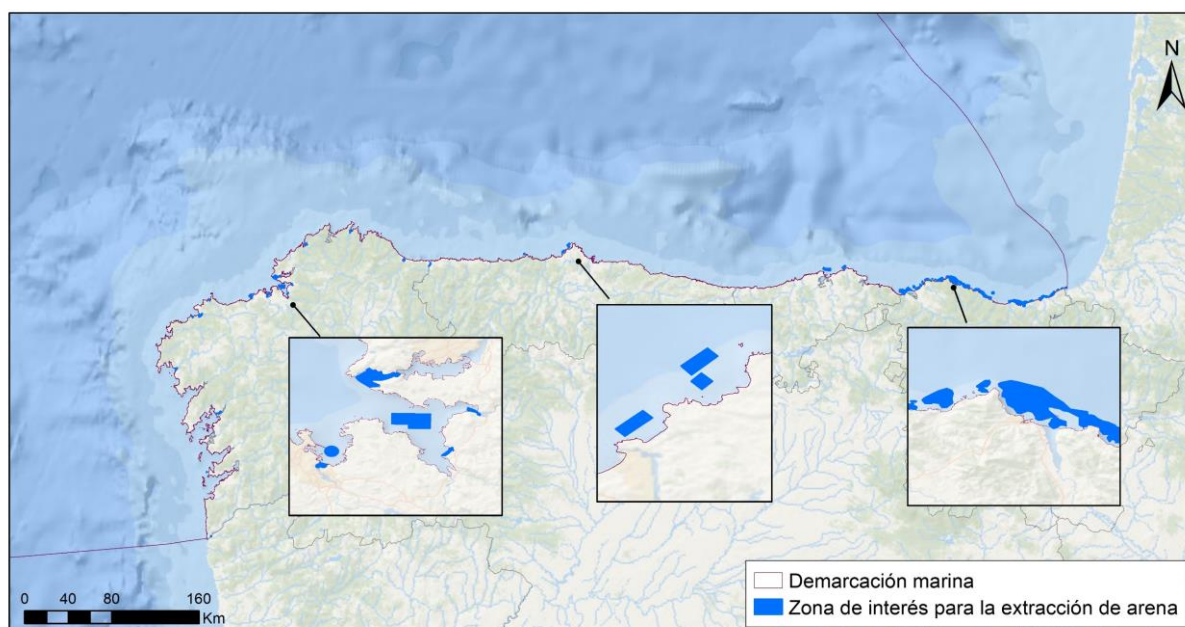 N
0 40 80 160
Km
Demarcación marina
Zona de interés para la extracción de arena